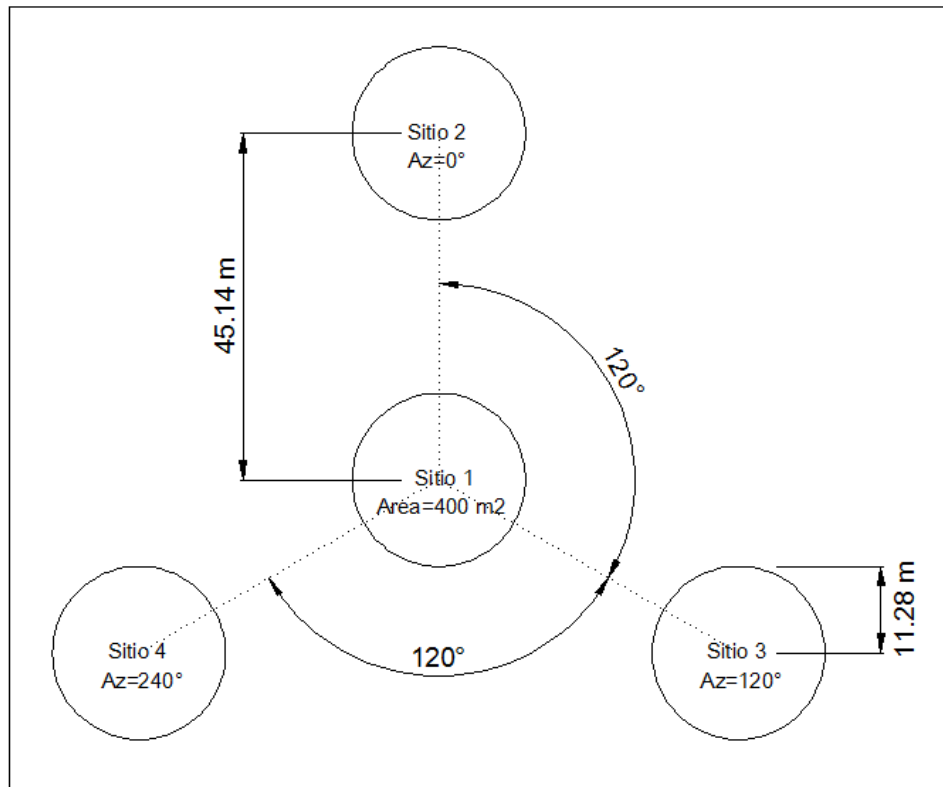 Sitio 2
Az=0°
45.14 m
120°
Sitio 1
Area=400 m2
11.28 m
Sitio 4
Az=240°
120°
Sitio 3
Az=120°